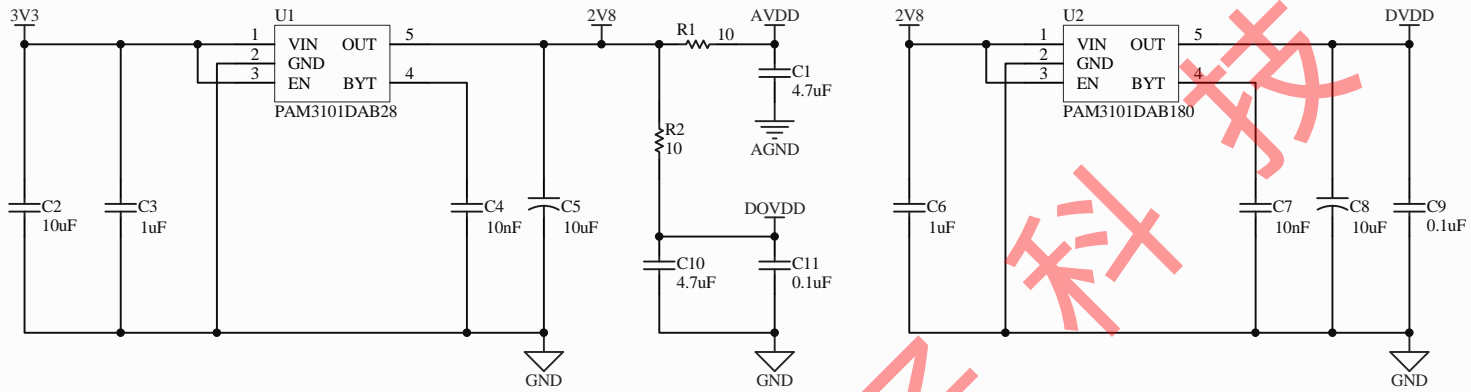 3V3
U1
1 VIN OUT 5
2 GND
3 EN BYT 4
PAM3101DAB28
2V8
R1 10
AVDD
C1
4.7uF
AGND
R2
10
C2
10uF
C3
1uF
C4
10nF
C5
10uF
DOVDD
C10
4.7uF
C11
0.1uF
GND
GND
2V8
U2
1 VIN OUT 5
2 GND
3 EN BYT 4
PAM3101DAB180
DVDD
C6
1uF
C7
10nF
C8
10uF
C9
0.1uF
GND
科技